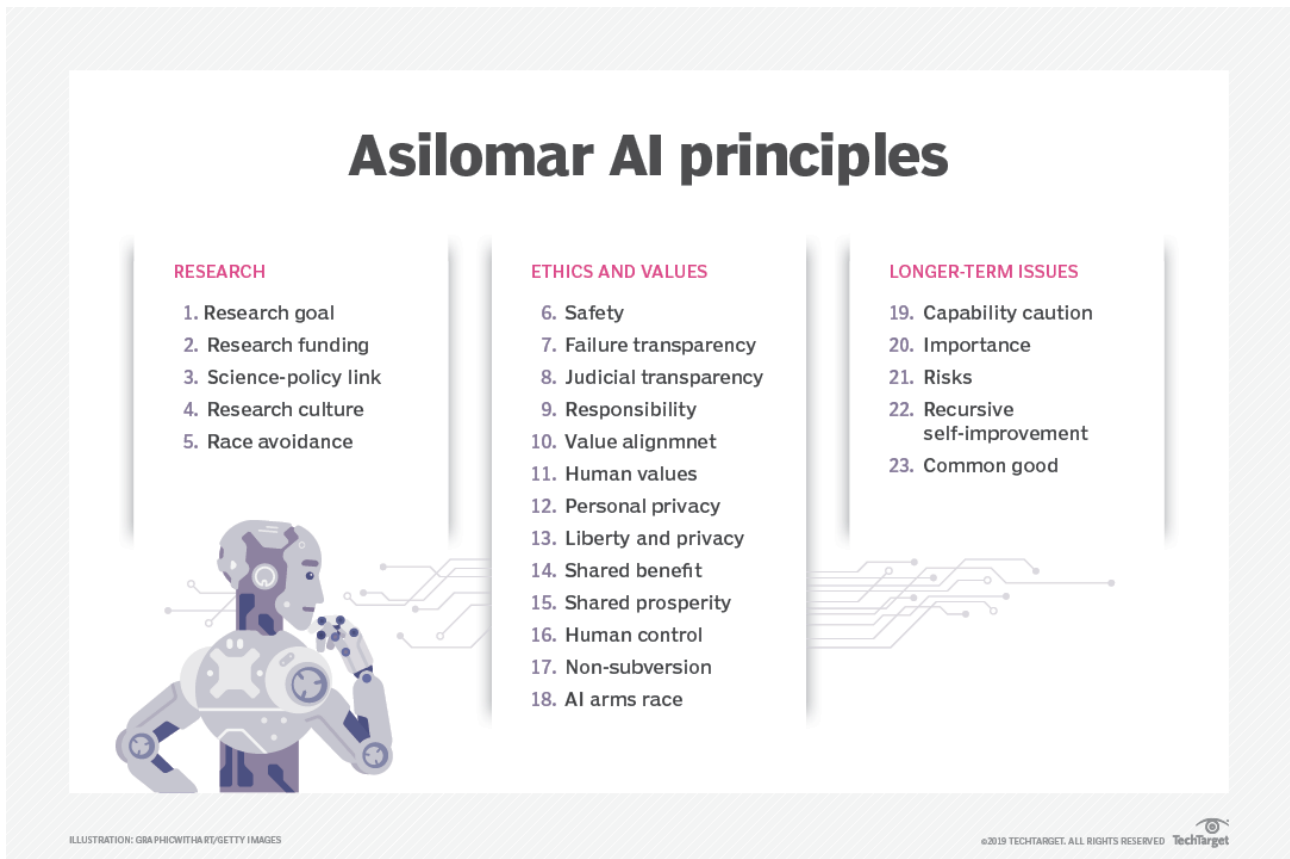 Asilomar AI principles
RESEARCH
1. Research goal
2. Research funding
3. Science-policy link
4. Research culture
5. Race avoidance
ETHICS AND VALUES
6. Safety
7. Failure transparency
8. Judicial transparency
9. Responsibility
10. Value alignmnet
11. Human values
12. Personal privacy
13. Liberty and privacy
14. Shared benefit
15. Shared prosperity
16. Human control
17. Non-subversion
18. AI arms race
LONGER-TERM ISSUES
19. Capability caution
20. Importance
21. Risks
22. Recursive
self-improvement
23. Common good
ILLUSTRATION: GRAPHICWITHART/GETTY IMAGES
©2019 TECHTARGET. ALL RIGHTS RESERVED TechTarget